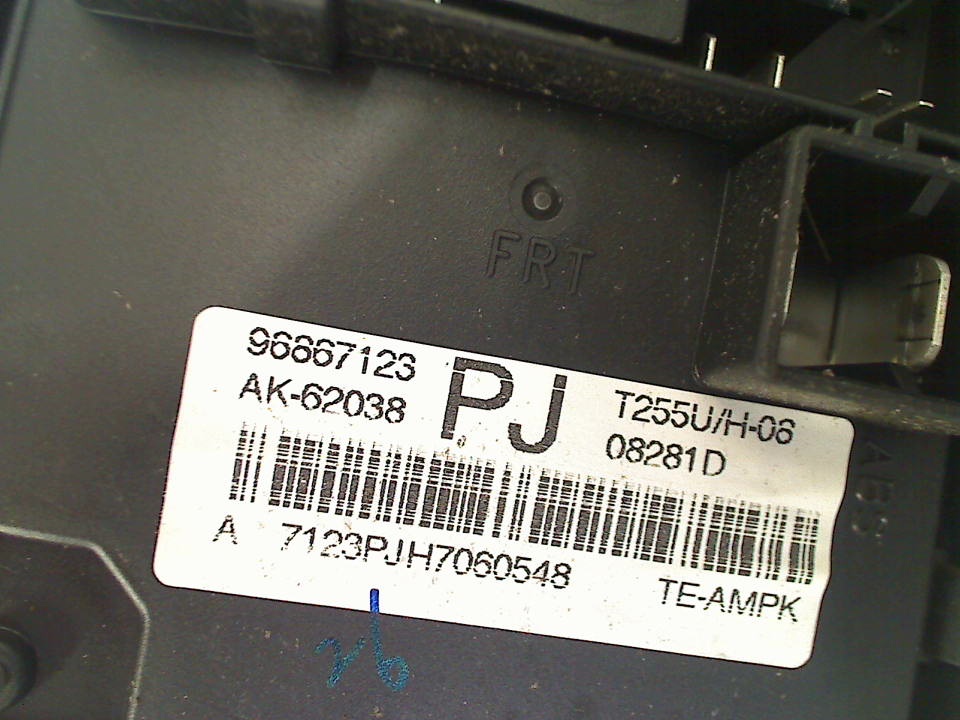 FRT
96867123
AK-62038
PJ
T255U/H-06
08281D
A 7123PJH7060548
TE-AMPK
ABS